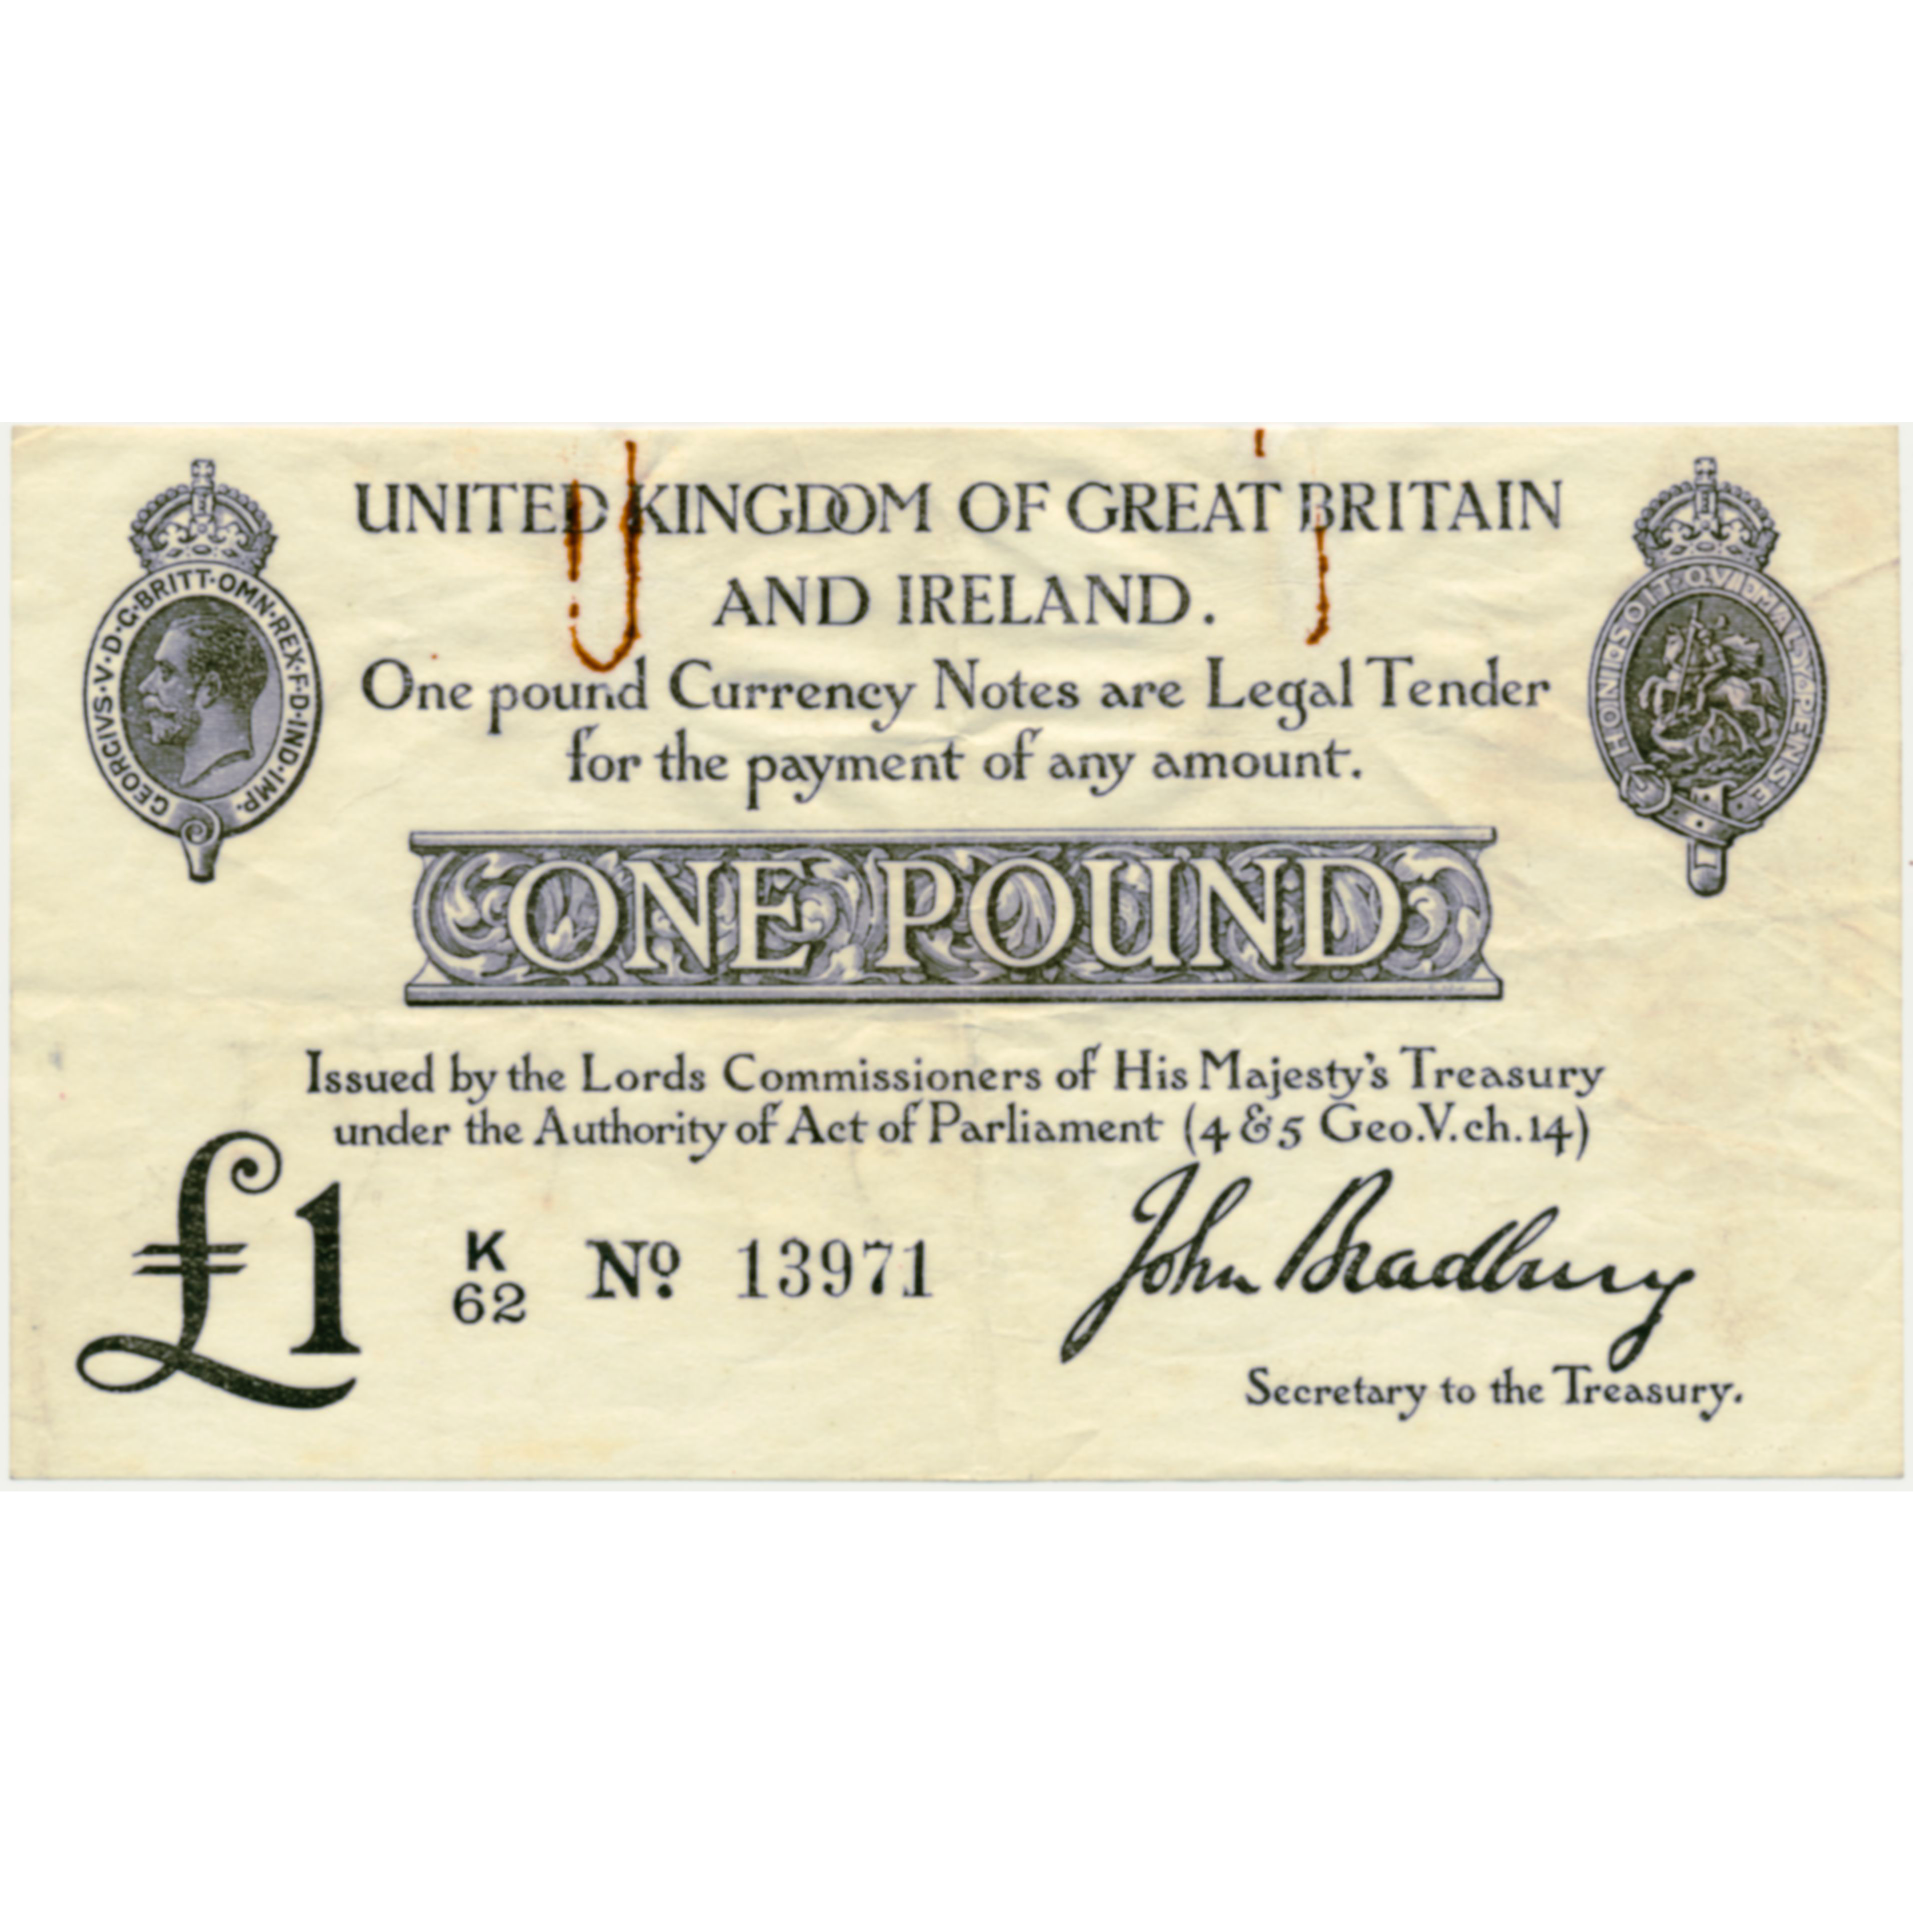 UNITED KINGDOM OF GREAT BRITAIN
AND IRELAND.
GEORGIVS·V·D·G·BRITT·OMN·REX·F·D·IND·IMP·
HONI·SOIT·QVI·MAL·Y·PENSE
One pound Currency Notes are Legal Tender
for the payment of any amount.
ONE POUND
Issued by the Lords Commissioners of His Majesty's Treasury
under the Authority of Act of Parliament (4 & 5 Geo.V.ch.14)
£1
K
62
No 13971
John Bradbury
Secretary to the Treasury.